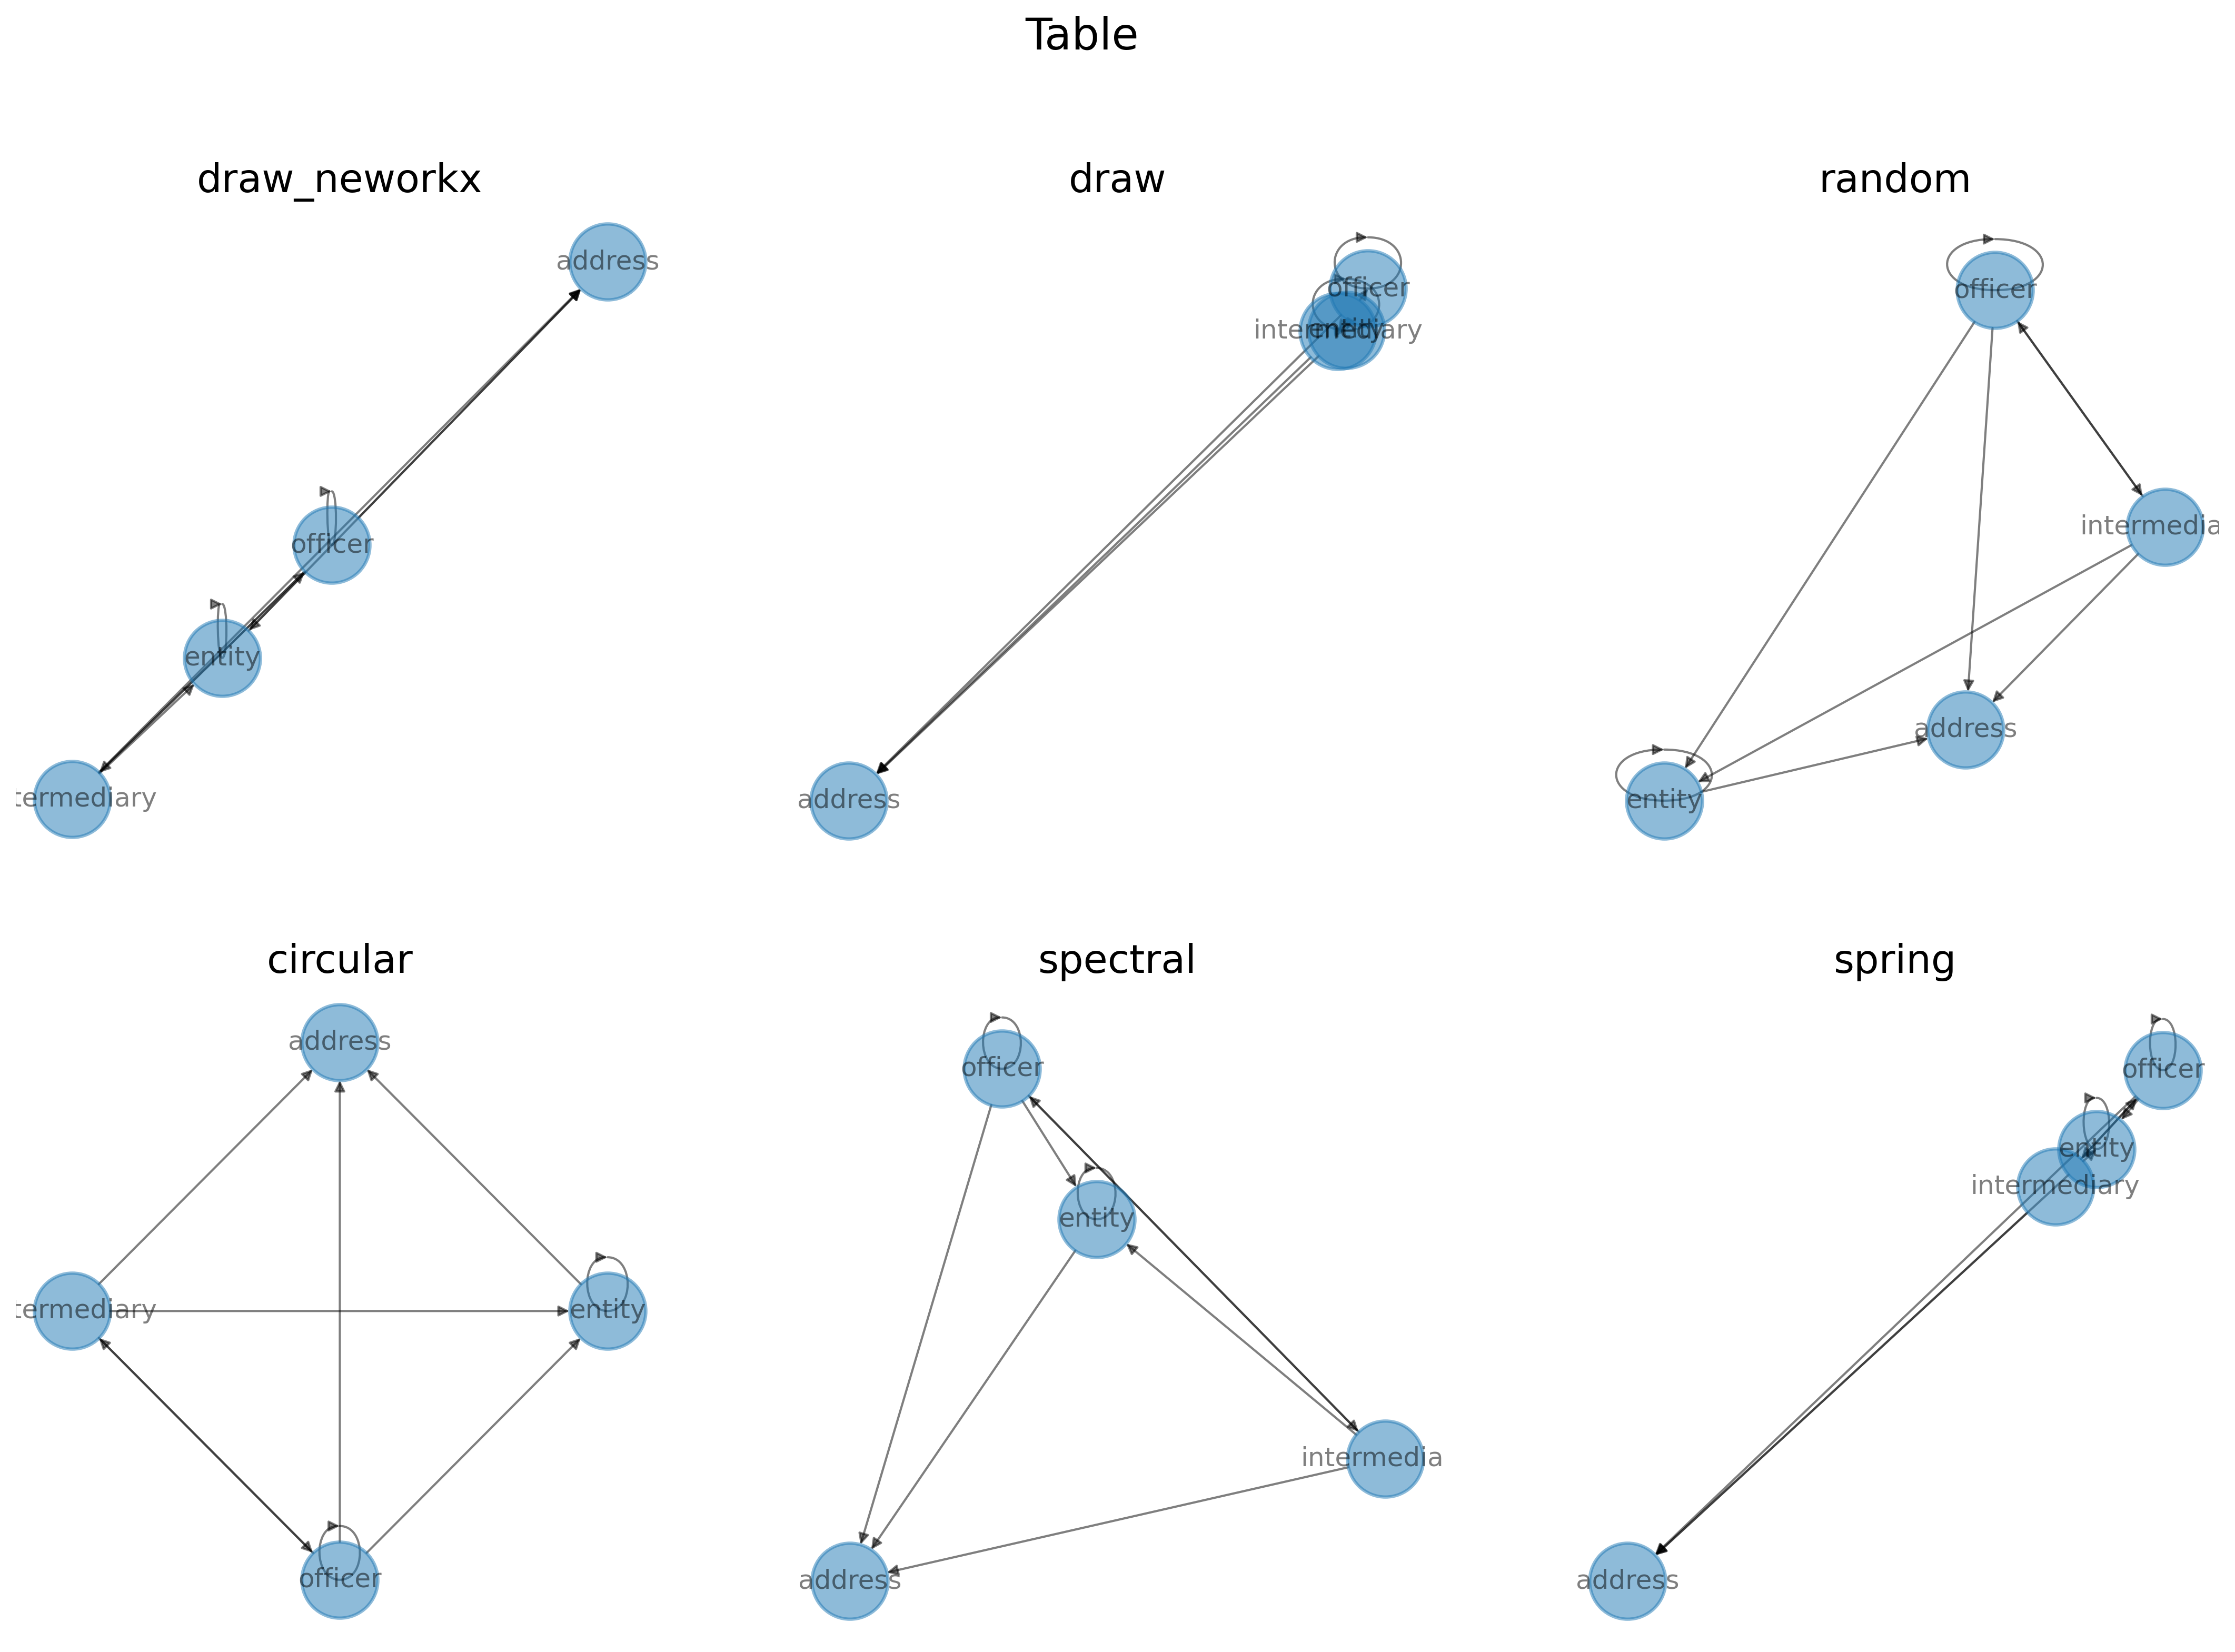 Table
draw_neworkx
address
officer
entity
termediary
draw
officer
intermediary
entity
address
random
officer
intermedia
address
entity
circular
address
termediary
entity
officer
spectral
officer
entity
intermedia
address
spring
officer
entity
intermediary
address